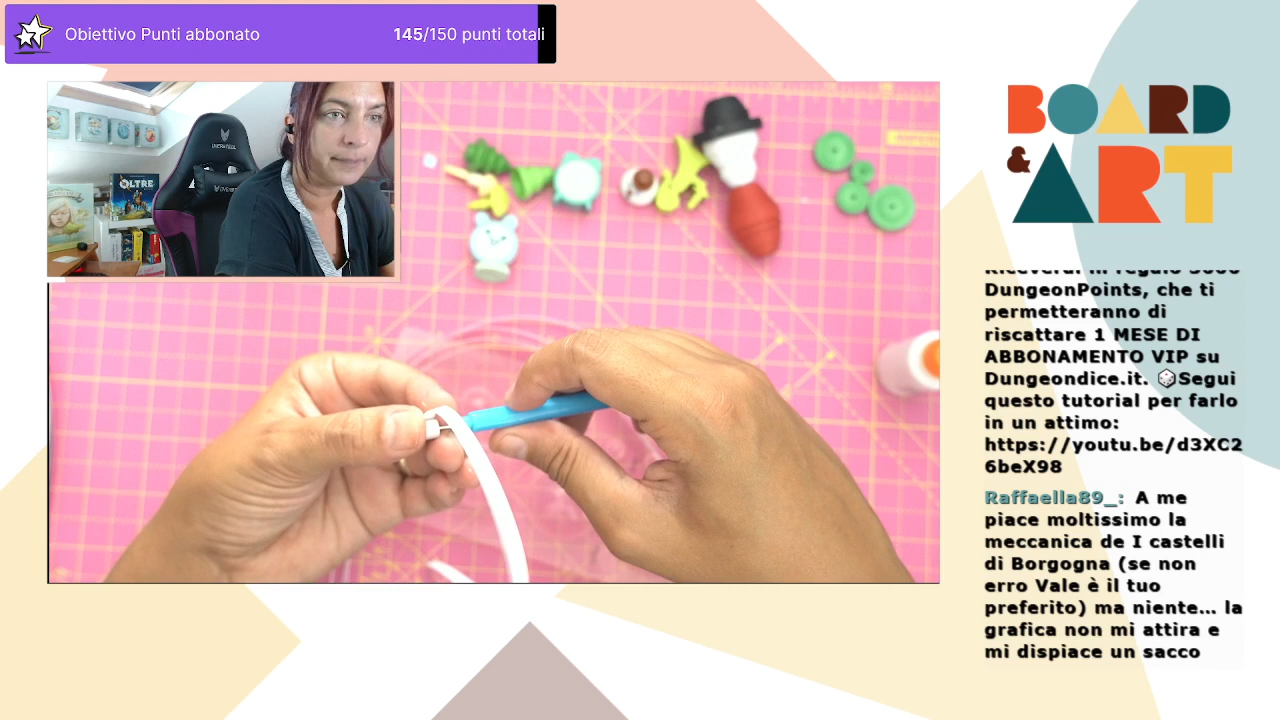 Obiettivo Punti abbonato
145/150 punti totali
BOARD
& ART
OLTRE
DungeonPoints, che ti
permetteranno di
riscattare 1 MESE DI
ABBONAMENTO VIP su
Dungeondice.it. 🎲Segui
questo tutorial per farlo
in un attimo:
https://youtu.be/d3XC2
6beX98
Raffaella89_: A me
piace moltissimo la
meccanica de I castelli
di Borgogna (se non
erro Vale è il tuo
preferito) ma niente... la
grafica non mi attira e
mi dispiace un sacco